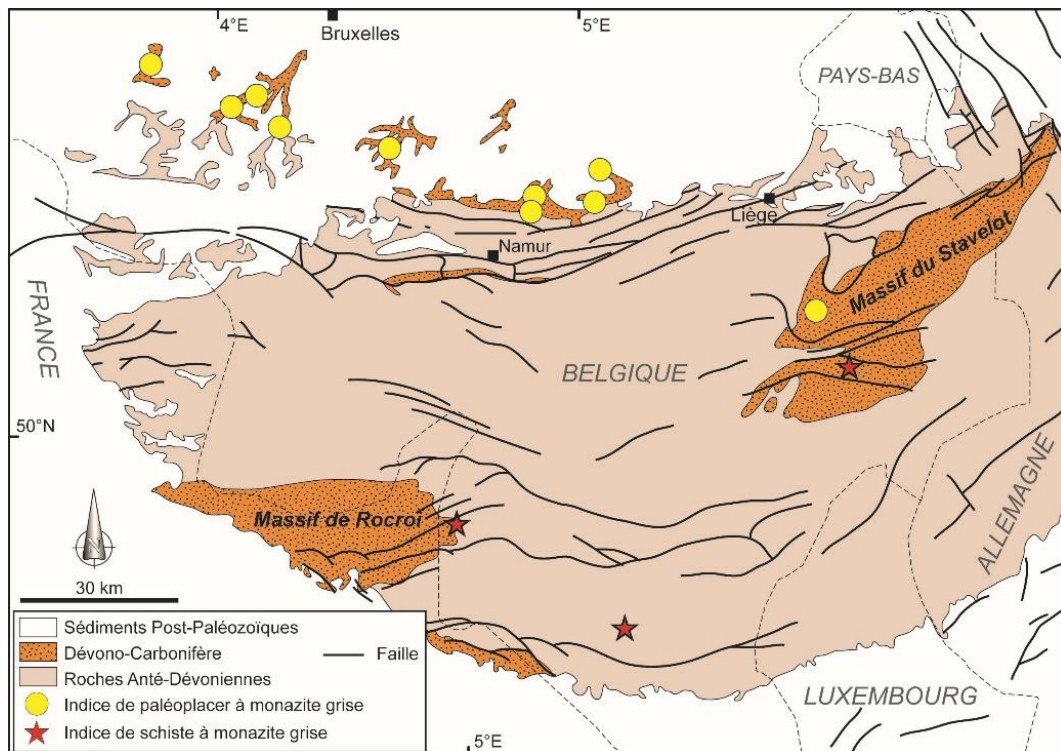 4°E
5°E
Bruxelles
PAYS-BAS
Liège
Namur
Massif du Stavelot
FRANCE
BELGIQUE
50°N
ALLEMAGNE
Massif de Rocroi
N
30 km
LUXEMBOURG
Sédiments Post-Paléozoïques
Dévono-Carbonifère
Faille
Roches Anté-Dévoniennes
Indice de paléoplacer à monazite grise
Indice de schiste à monazite grise
5°E